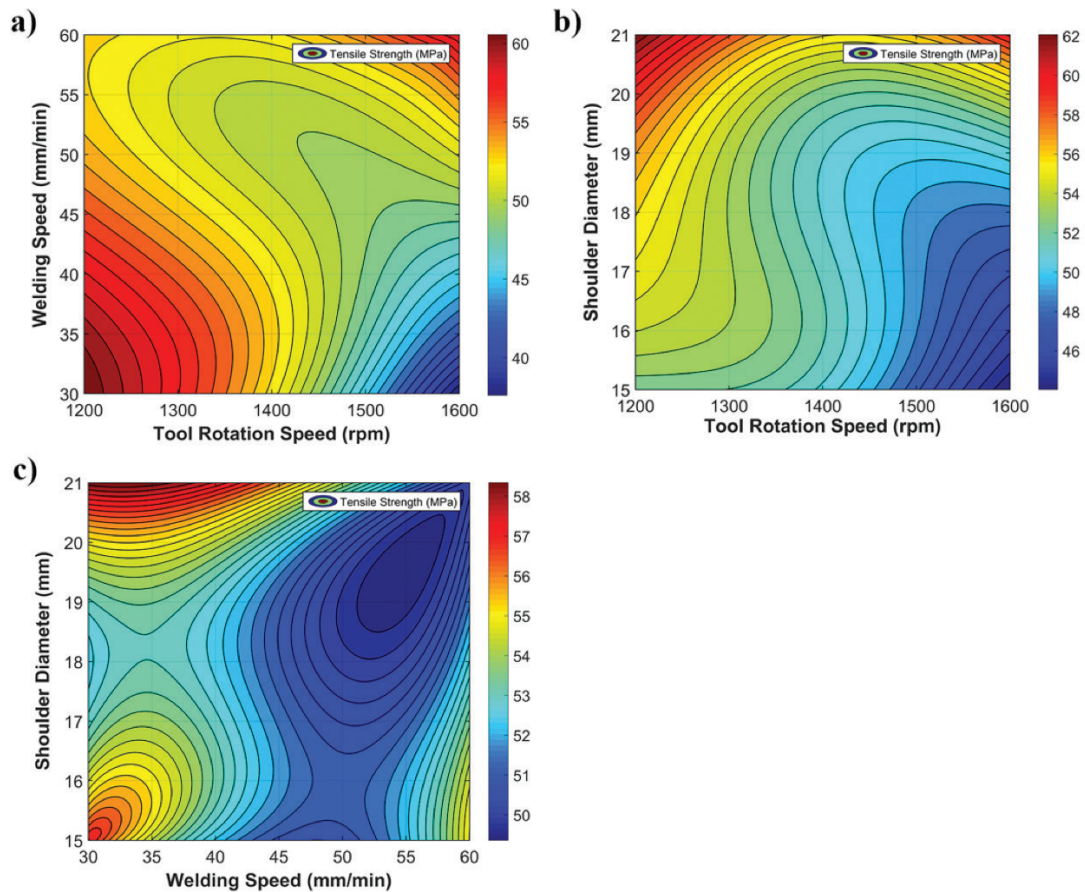 a)
60
55
50
45
40
35
30
Welding Speed (mm/min)
1200 1300 1400 1500 1600
Tool Rotation Speed (rpm)
Tensile Strength (MPa)
60
55
50
45
40
b)
21
20
19
18
17
16
15
Shoulder Diameter (mm)
1200 1300 1400 1500 1600
Tool Rotation Speed (rpm)
Tensile Strength (MPa)
62
60
58
56
54
52
50
48
46
c)
21
20
19
18
17
16
15
Shoulder Diameter (mm)
30 35 40 45 50 55 60
Welding Speed (mm/min)
Tensile Strength (MPa)
58
57
56
55
54
53
52
51
50